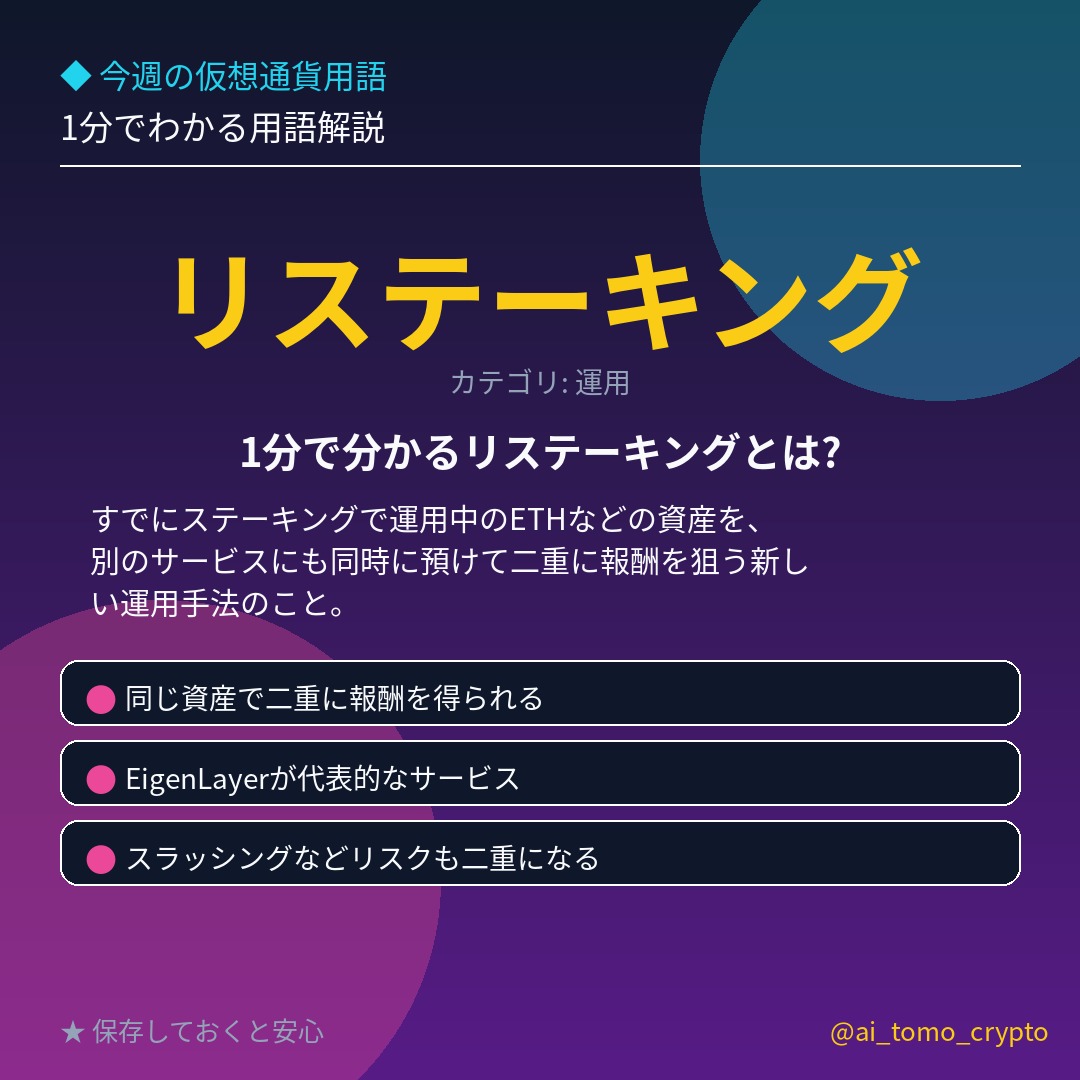 ◆ 今週の仮想通貨用語
1分でわかる用語解説
リステーキング
カテゴリ: 運用
1分で分かるリステーキングとは?
すでにステーキングで運用中のETHなどの資産を、
別のサービスにも同時に預けて二重に報酬を狙う新し
い運用手法のこと。
● 同じ資産で二重に報酬を得られる
● EigenLayerが代表的なサービス
● スラッシングなどリスクも二重になる
★ 保存しておくと安心
@ai_tomo_crypto